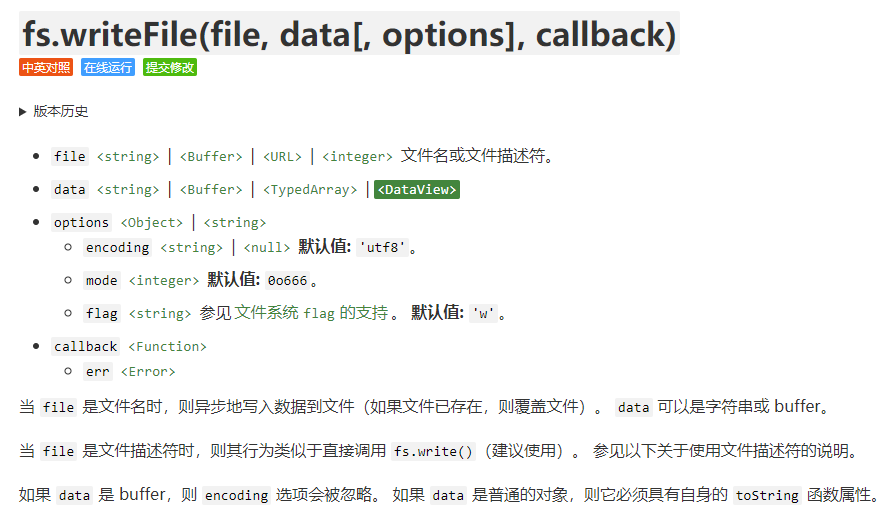 fs.writeFile(file, data[, options], callback)
中英对照 在线运行 提交修改
▶ 版本历史
• file <string> | <Buffer> | <URL> | <integer> 文件名或文件描述符。
• data <string> | <Buffer> | <TypedArray> | <DataView>
• options <Object> | <string>
◦ encoding <string> | <null> 默认值: 'utf8'。
◦ mode <integer> 默认值: 0o666。
◦ flag <string> 参见文件系统 flag 的支持。 默认值: 'w'。
• callback <Function>
◦ err <Error>
当 file 是文件名时，则异步地写入数据到文件（如果文件已存在，则覆盖文件）。 data 可以是字符串或 buffer。
当 file 是文件描述符时，则其行为类似于直接调用 fs.write()（建议使用）。 参见以下关于使用文件描述符的说明。
如果 data 是 buffer，则 encoding 选项会被忽略。 如果 data 是普通的对象，则它必须具有自身的 toString 函数属性。